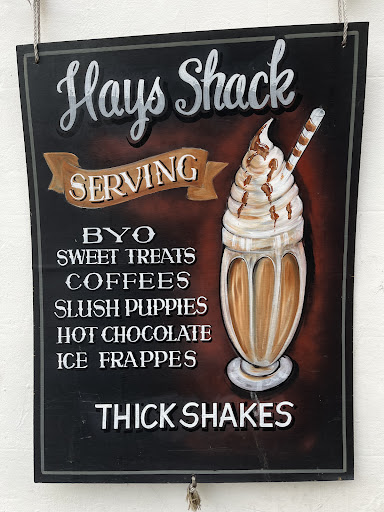 Hays Shack
SERVING
BYO
SWEET TREATS
COFFEES
SLUSH PUPPIES
HOT CHOCOLATE
ICE FRAPPES
THICK SHAKES